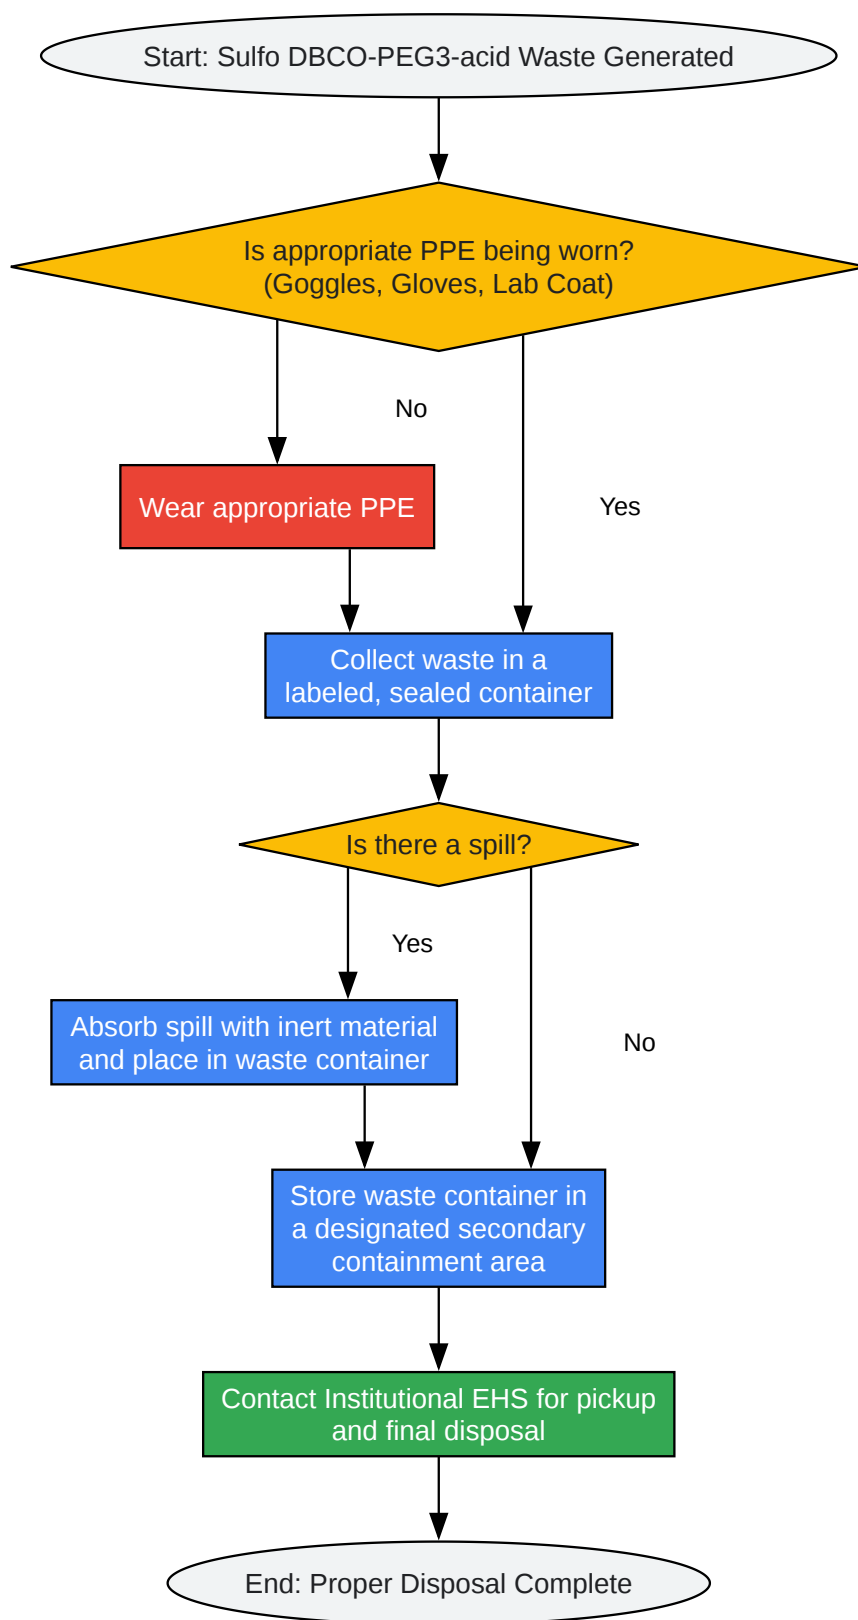 Start: Sulfo DBCO-PEG3-acid Waste Generated
Is appropriate PPE being worn?
(Goggles, Gloves, Lab Coat)
No
Wear appropriate PPE
Yes
Collect waste in a
labeled, sealed container
Is there a spill?
Yes
Absorb spill with inert material
and place in waste container
No
Store waste container in
a designated secondary
containment area
Contact Institutional EHS for pickup
and final disposal
End: Proper Disposal Complete